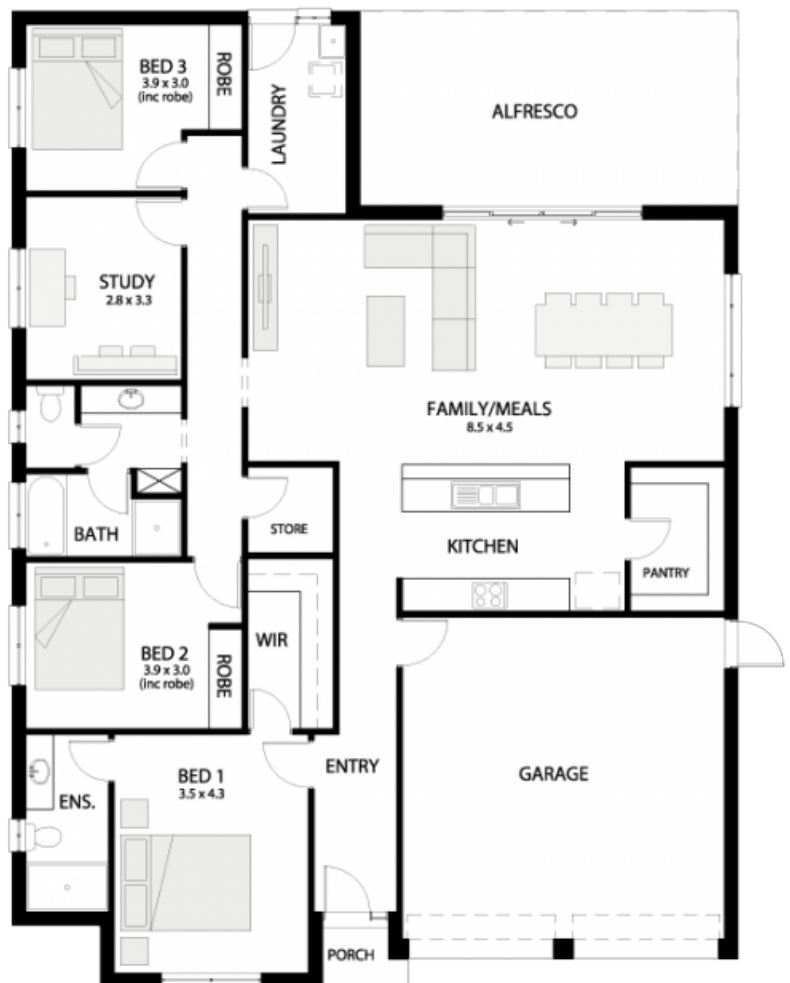 BED 3
3.9 x 3.0
(inc robe)
ROBE
LAUNDRY
ALFRESCO
STUDY
2.8 x 3.3
FAMILY/MEALS
8.5 x 4.5
BATH
STORE
KITCHEN
PANTRY
BED 2
3.9 x 3.0
(inc robe)
ROBE
WIR
ENS.
BED 1
3.5 x 4.3
ENTRY
GARAGE
PORCH